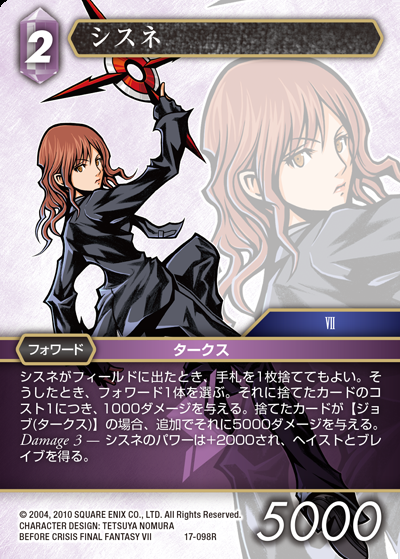 2
シスネ
VII
フォワード
タークス
シスネがフィールドに出たとき、手札を1枚捨ててもよい。そ
うしたとき、フォワード1体を選ぶ。それに捨てたカードのコ
スト1につき、1000ダメージを与える。捨てたカードが【ジョ
ブ(タークス)】の場合、追加でそれに5000ダメージを与える。
Damage 3 — シスネのパワーは+2000され、ヘイストとブレ
イブを得る。
© 2004, 2010 SQUARE ENIX CO., LTD. All Rights Reserved.
CHARACTER DESIGN: TETSUYA NOMURA
BEFORE CRISIS FINAL FANTASY VII 17-098R
5000